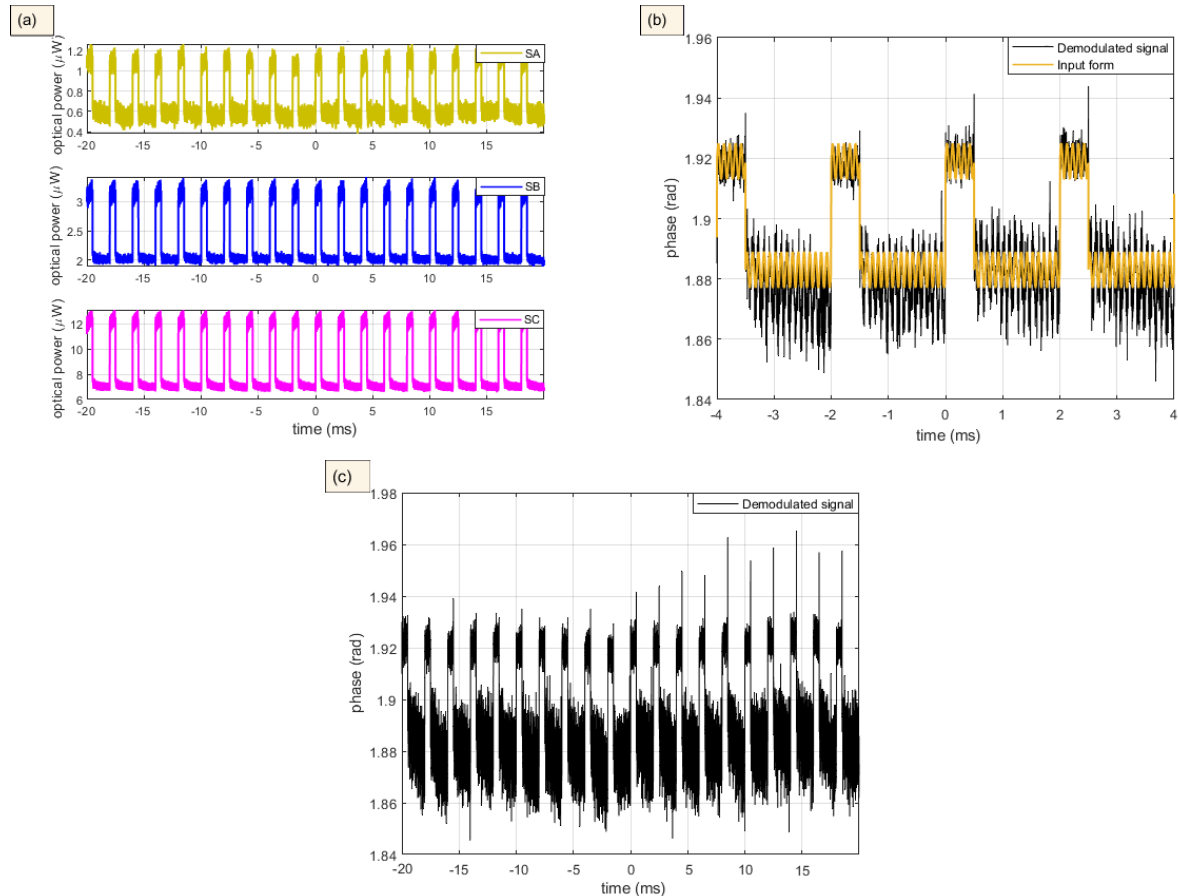 (a)
optical power (μW)
1.2
1
0.8
0.6
0.4
SA
-20 -15 -10 -5 0 5 10 15
optical power (μW)
3
2.5
2
SB
-20 -15 -10 -5 0 5 10 15
optical power (μW)
12
10
8
6
SC
-20 -15 -10 -5 0 5 10 15
time (ms)
(b)
phase (rad)
1.96
1.94
1.92
1.9
1.88
1.86
1.84
Demodulated signal
Input form
-4 -3 -2 -1 0 1 2 3 4
time (ms)
(c)
phase (rad)
1.98
1.96
1.94
1.92
1.9
1.88
1.86
1.84
Demodulated signal
-20 -15 -10 -5 0 5 10 15
time (ms)